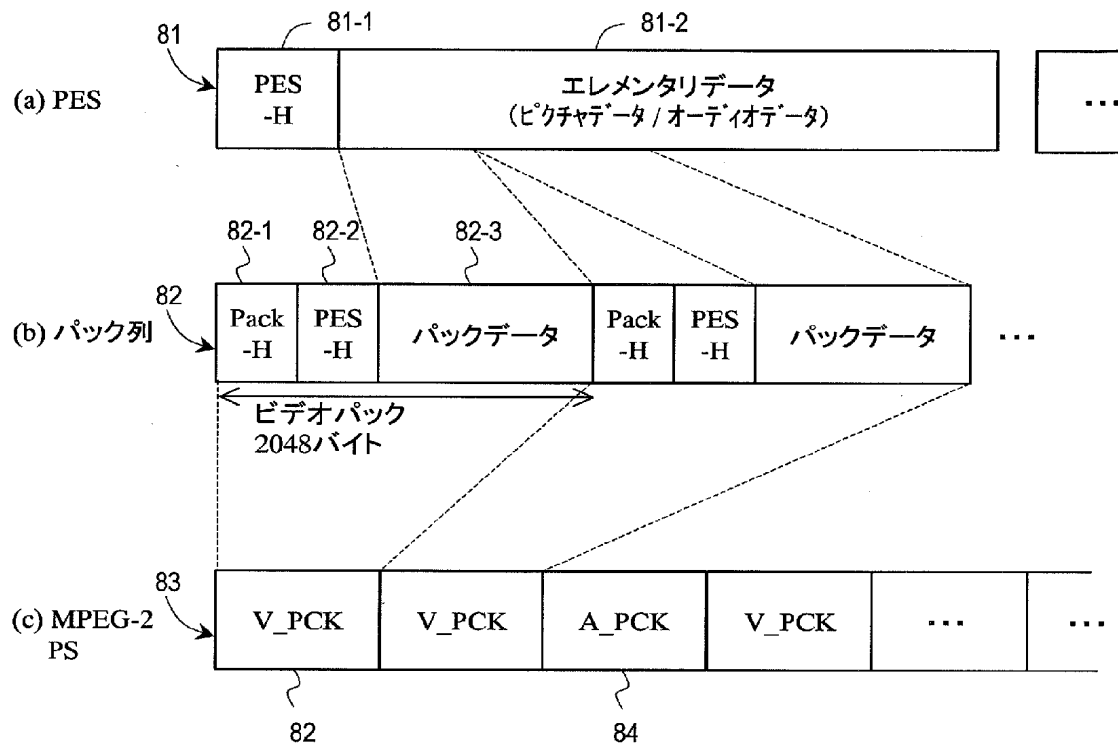 81-1
81-2
81
(a) PES
PES
-H
エレメンタリデータ
(ピクチャデータ / オーディオデータ)
...
82-1
82-2
82-3
82
(b) パック列
Pack
-H
PES
-H
パックデータ
Pack
-H
PES
-H
パックデータ
...
ビデオパック
2048バイト
83
(c) MPEG-2
PS
V_PCK
V_PCK
A_PCK
V_PCK
...
...
82
84